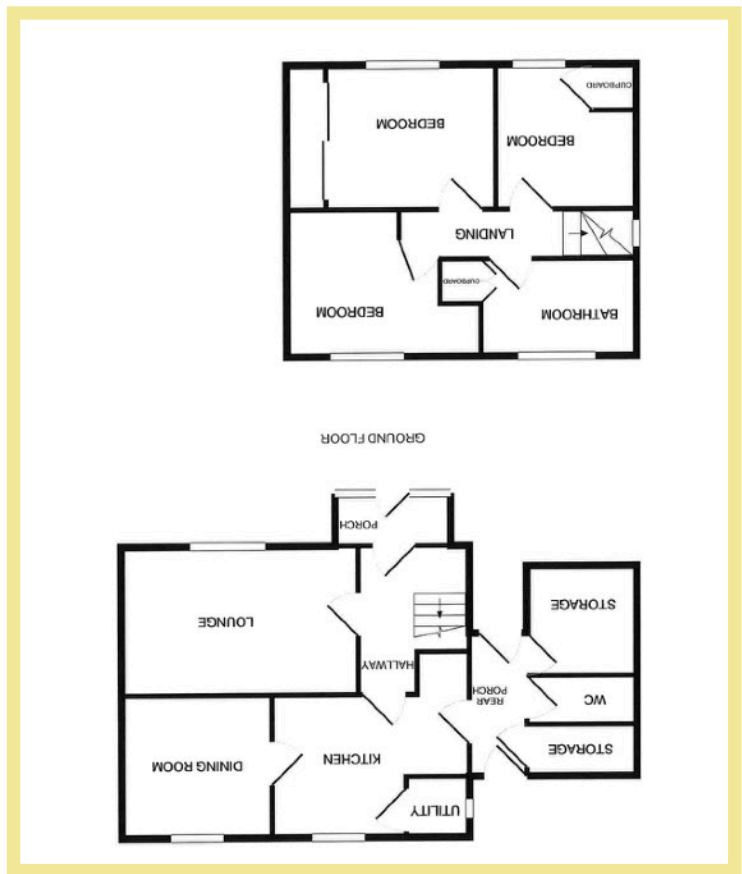 UTILITY
DINING ROOM
KITCHEN
STORAGE
WC
REAR
PORCH
HALLWAY
LOUNGE
STORAGE
PORCH
GROUND FLOOR
BATHROOM
BEDROOM
CUPBOARD
LANDING
BEDROOM
BEDROOM
CUPBOARD